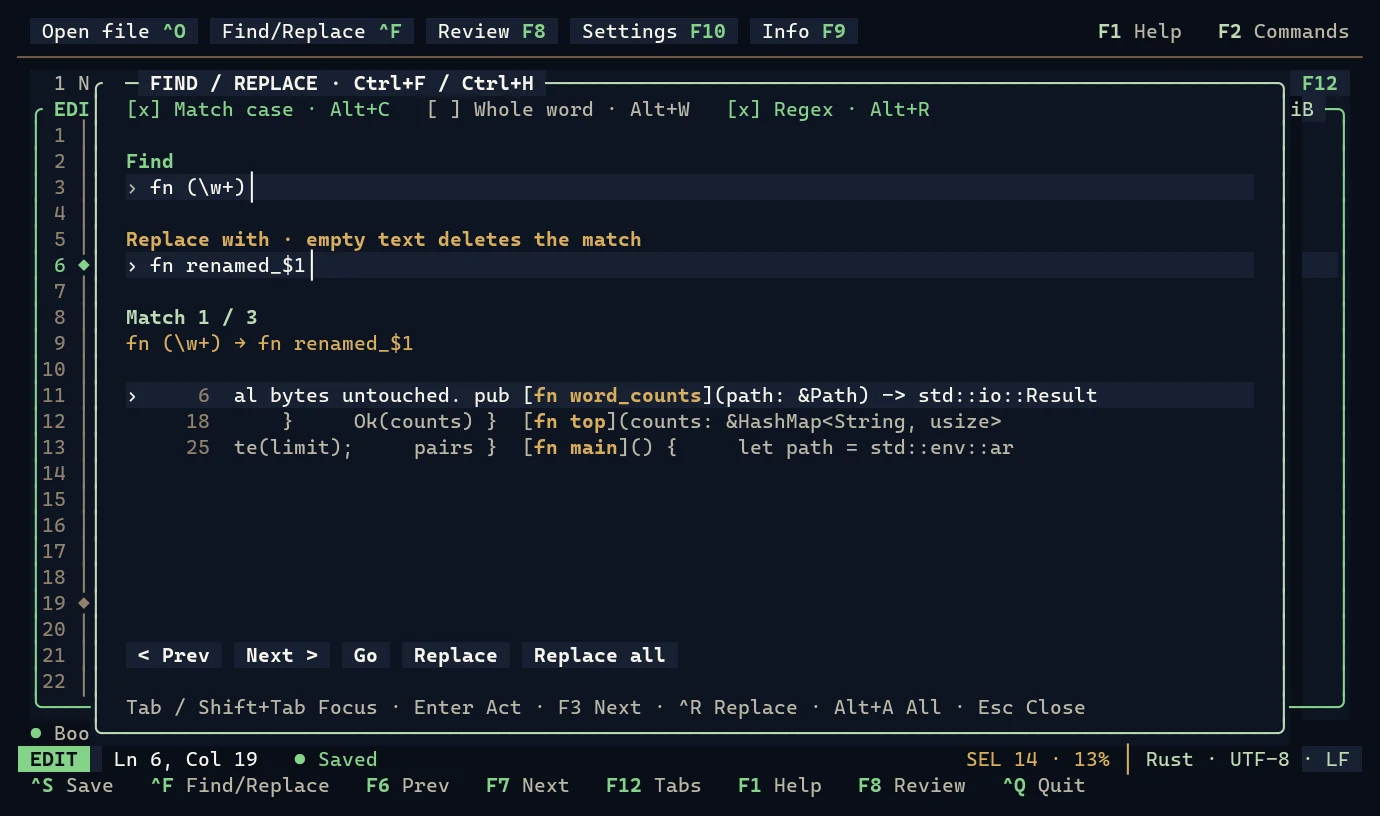 Open file ^O Find/Replace ^F Review F8 Settings F10 Info F9 F1 Help F2 Commands
1 N FIND / REPLACE · Ctrl+F / Ctrl+H F12
EDI [x] Match case · Alt+C [ ] Whole word · Alt+W [x] Regex · Alt+R iB
1
2 Find
3 › fn (\w+)
4
5 Replace with · empty text deletes the match
6 ◆ › fn renamed_$1
7
8 Match 1 / 3
9 fn (\w+) → fn renamed_$1
10
11 › 6 al bytes untouched. pub [fn word_counts](path: &Path) -> std::io::Result
12 18 } Ok(counts) } [fn top](counts: &HashMap<String, usize>
13 25 te(limit); pairs } [fn main]() { let path = std::env::ar
14
15
16
17
18
19 ◆
20
21 < Prev Next > Go Replace Replace all
22
Tab / Shift+Tab Focus · Enter Act · F3 Next · ^R Replace · Alt+A All · Esc Close
● Boo
EDIT Ln 6, Col 19 ● Saved SEL 14 · 13% │ Rust · UTF-8 · LF
^S Save ^F Find/Replace F6 Prev F7 Next F12 Tabs F1 Help F8 Review ^Q Quit